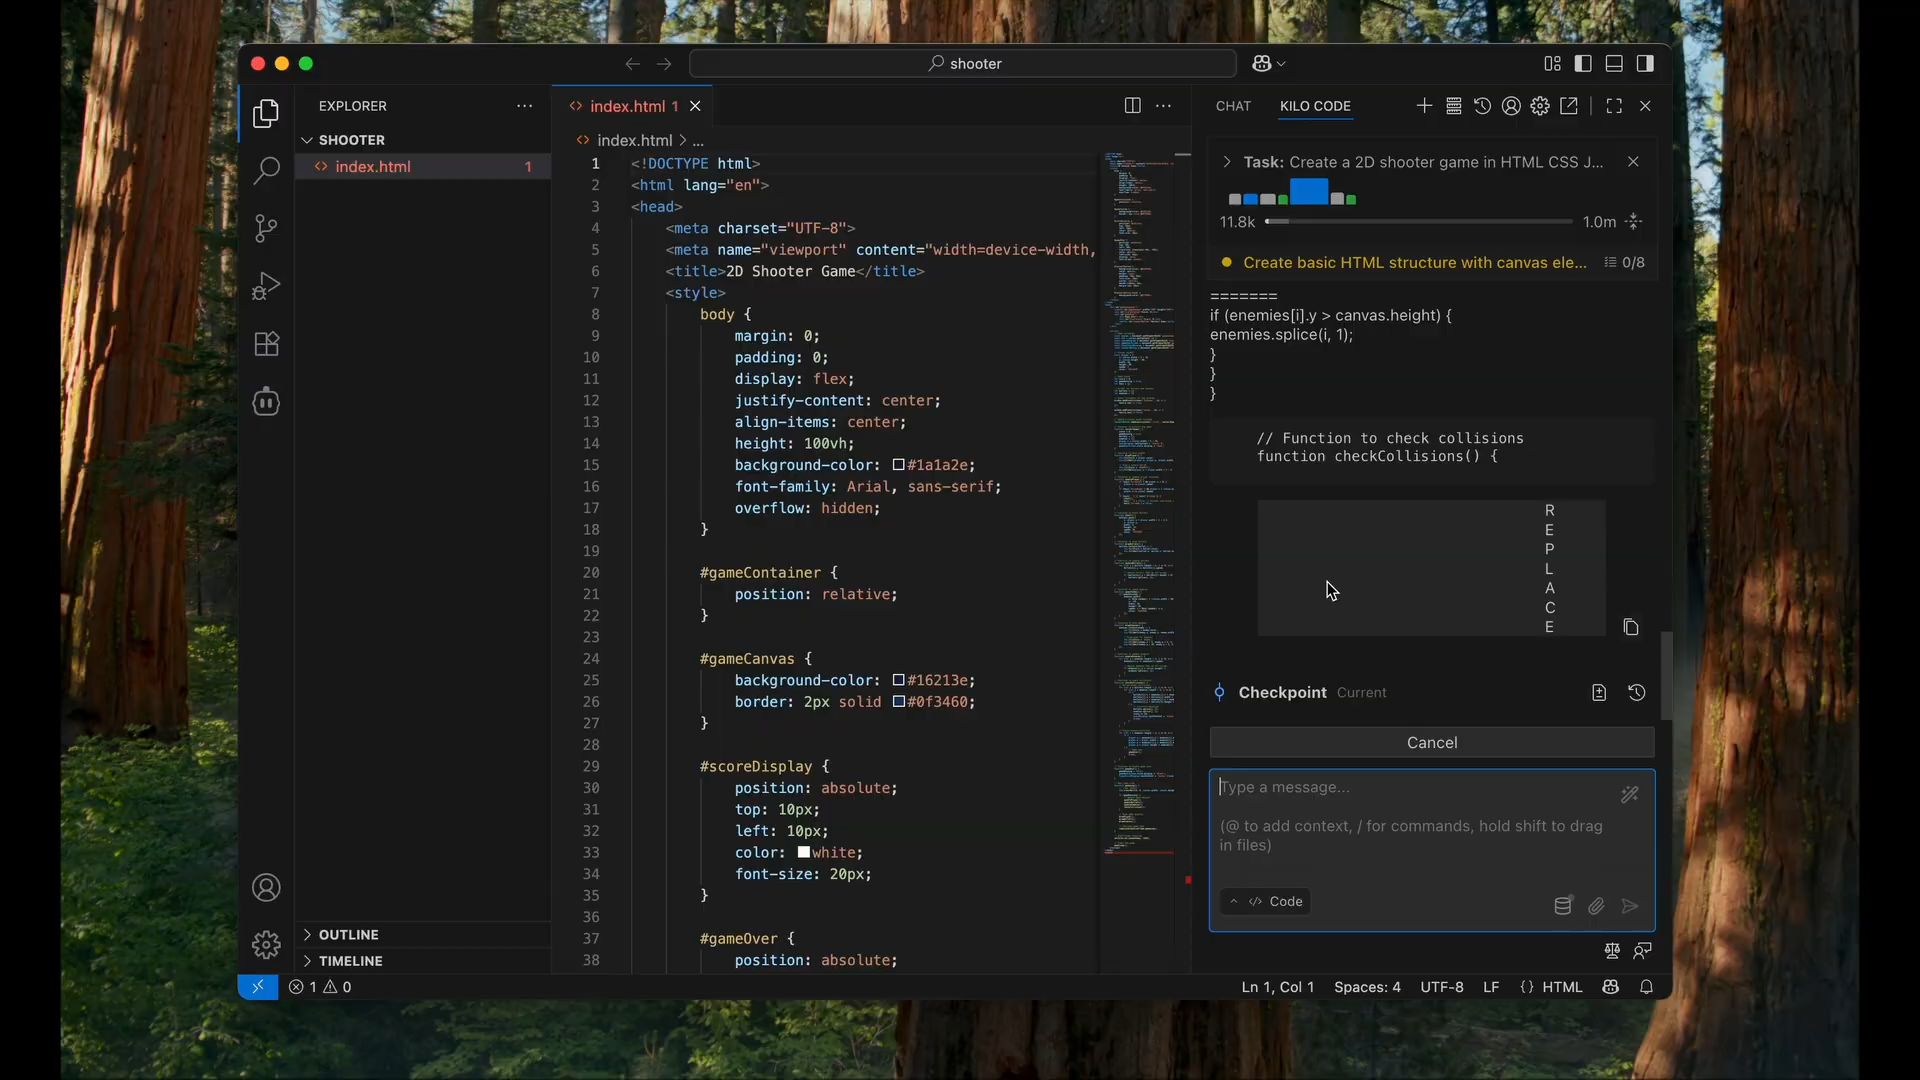 shooter
EXPLORER
SHOOTER
index.html 1
OUTLINE
TIMELINE
index.html 1
index.html > ...
1 <!DOCTYPE html>
2 <html lang="en">
3 <head>
4 <meta charset="UTF-8">
5 <meta name="viewport" content="width=device-width,
6 <title>2D Shooter Game</title>
7 <style>
8 body {
9 margin: 0;
10 padding: 0;
11 display: flex;
12 justify-content: center;
13 align-items: center;
14 height: 100vh;
15 background-color: #1a1a2e;
16 font-family: Arial, sans-serif;
17 overflow: hidden;
18 }
19
20 #gameContainer {
21 position: relative;
22 }
23
24 #gameCanvas {
25 background-color: #16213e;
26 border: 2px solid #0f3460;
27 }
28
29 #scoreDisplay {
30 position: absolute;
31 top: 10px;
32 left: 10px;
33 color: white;
34 font-size: 20px;
35 }
36
37 #gameOver {
38 position: absolute;
CHAT KILO CODE
Task: Create a 2D shooter game in HTML CSS J...
11.8k 1.0m
Create basic HTML structure with canvas ele... 0/8
=======
if (enemies[i].y > canvas.height) {
enemies.splice(i, 1);
}
}
}
// Function to check collisions
function checkCollisions() {
R
E
P
L
A
C
E
Checkpoint Current
Cancel
Type a message...
(@ to add context, / for commands, hold shift to drag
in files)
</> Code
1 0
Ln 1, Col 1 Spaces: 4 UTF-8 LF {} HTML